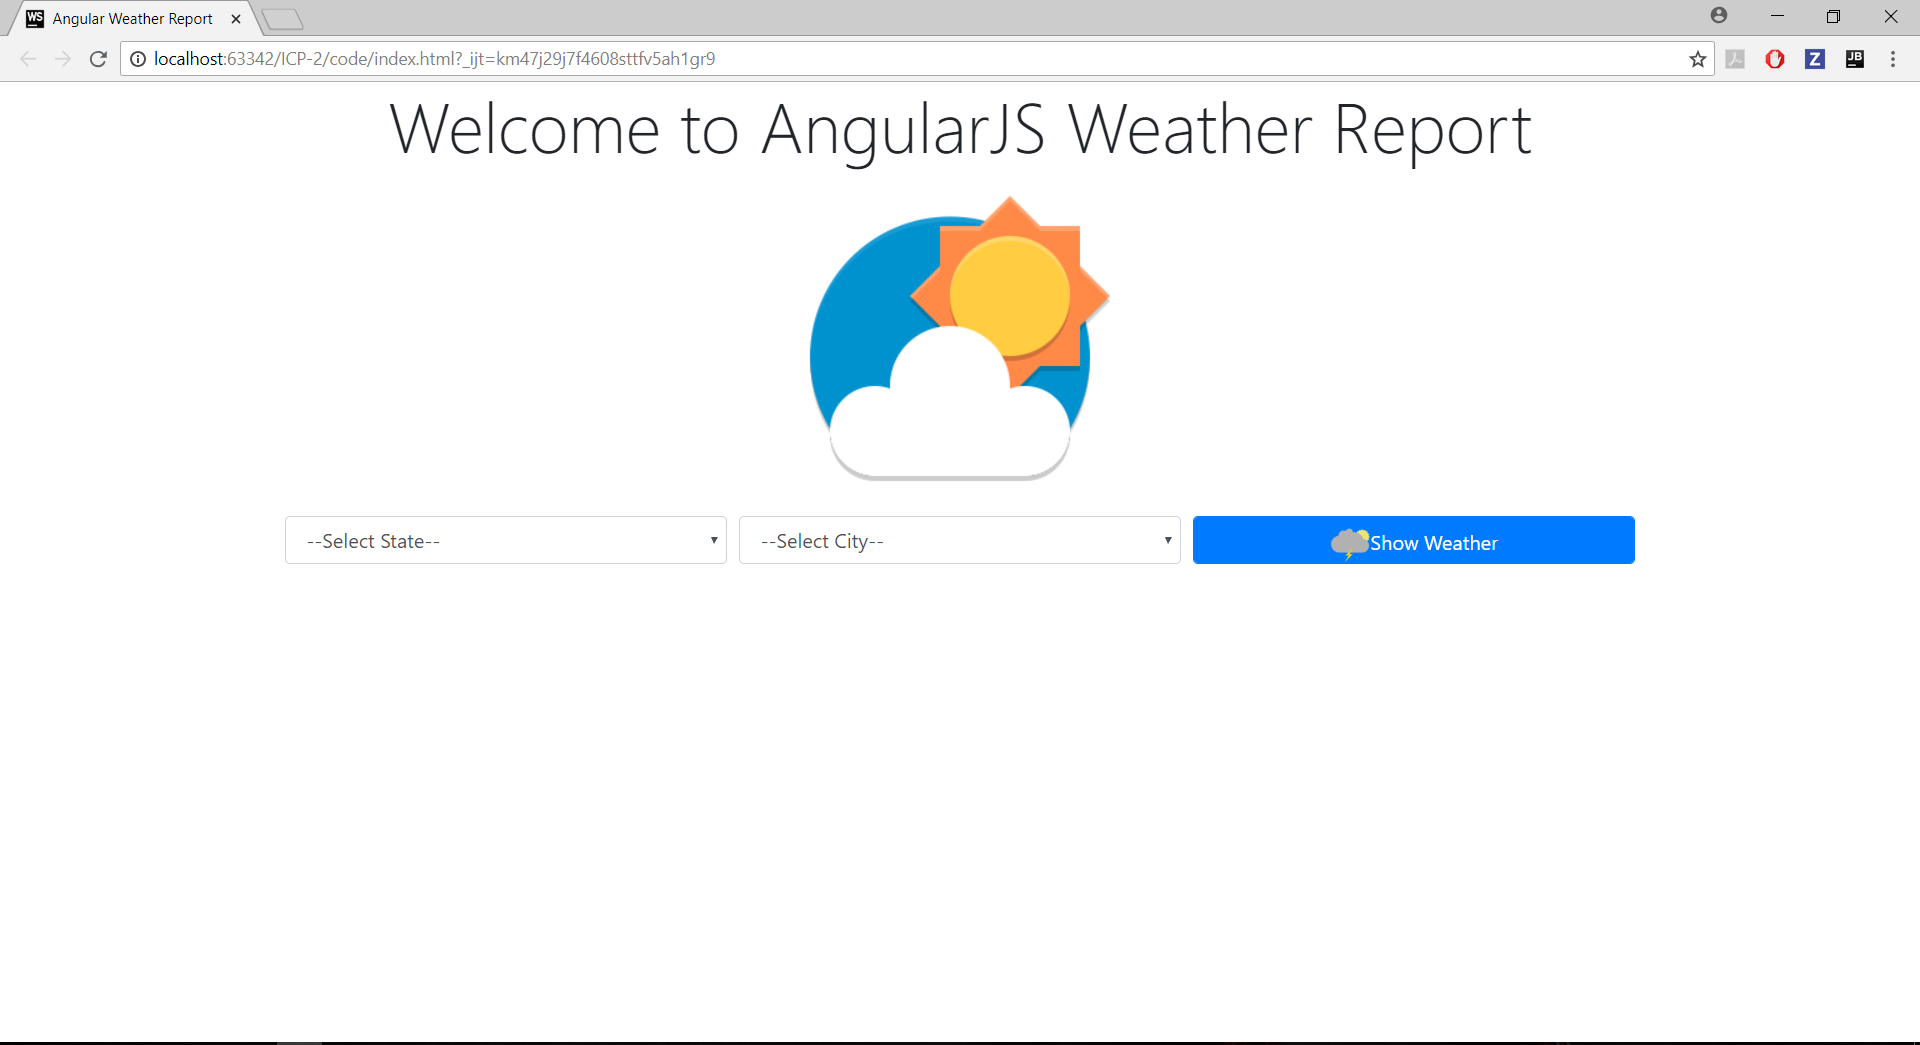 WS Angular Weather Report
localhost:63342/ICP-2/code/index.html?_ijt=km47j29j7f4608sttfv5ah1gr9
Z JB
Welcome to AngularJS Weather Report
--Select State-- --Select City-- Show Weather